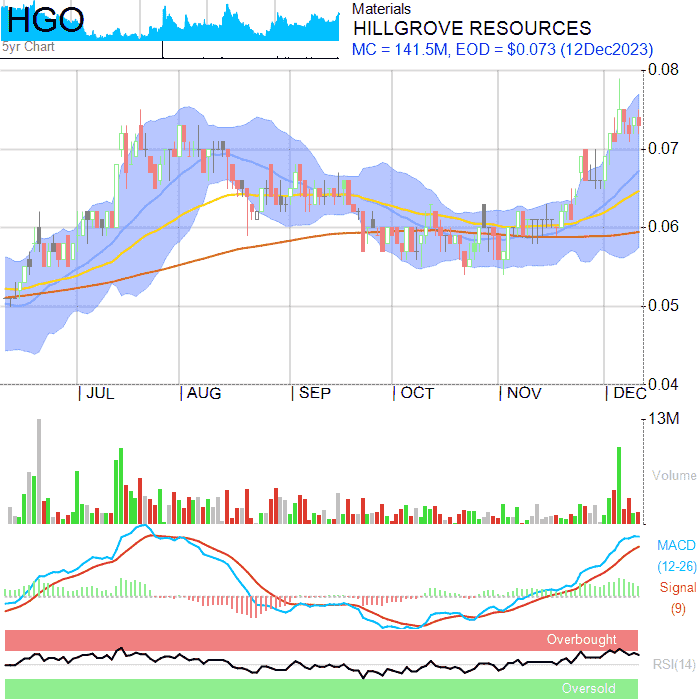 HGO
5yr Chart
Materials
HILLGROVE RESOURCES
MC = 141.5M, EOD = $0.073 (12Dec2023)
0.08
0.07
0.06
0.05
0.04
JUL AUG SEP OCT NOV DEC
13M
Volume
MACD
(12-26)
Signal
(9)
Overbought
RSI(14)
Oversold